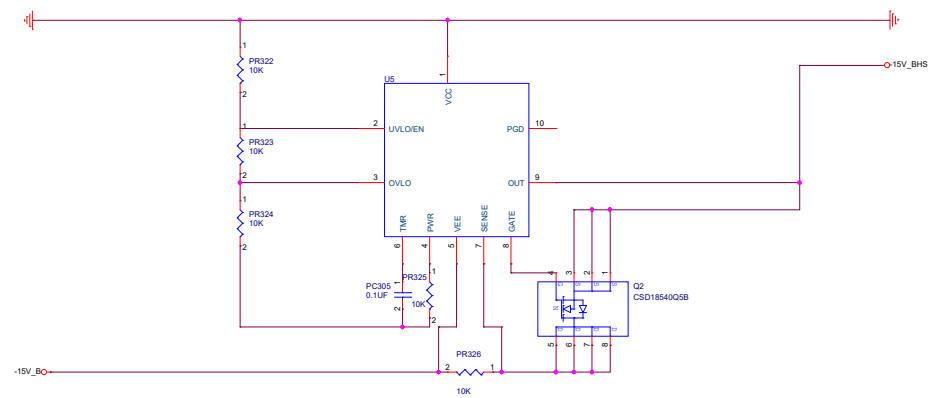 1
PR322
10K
2
-15V_BHS
U5
1
VCC
1
PR323
10K
2
2
UVLO/EN
PGD
10
3
OVLO
OUT
9
1
PR324
10K
2
TMR
PWR
VEE
SENSE
GATE
6
4
5
7
8
PC305
0.1UF
1
2
PR325
10K
1
2
4
3
2
1
Q2
CSD18540Q5B
5
6
7
8
-15V_B
PR326
2
1
10K